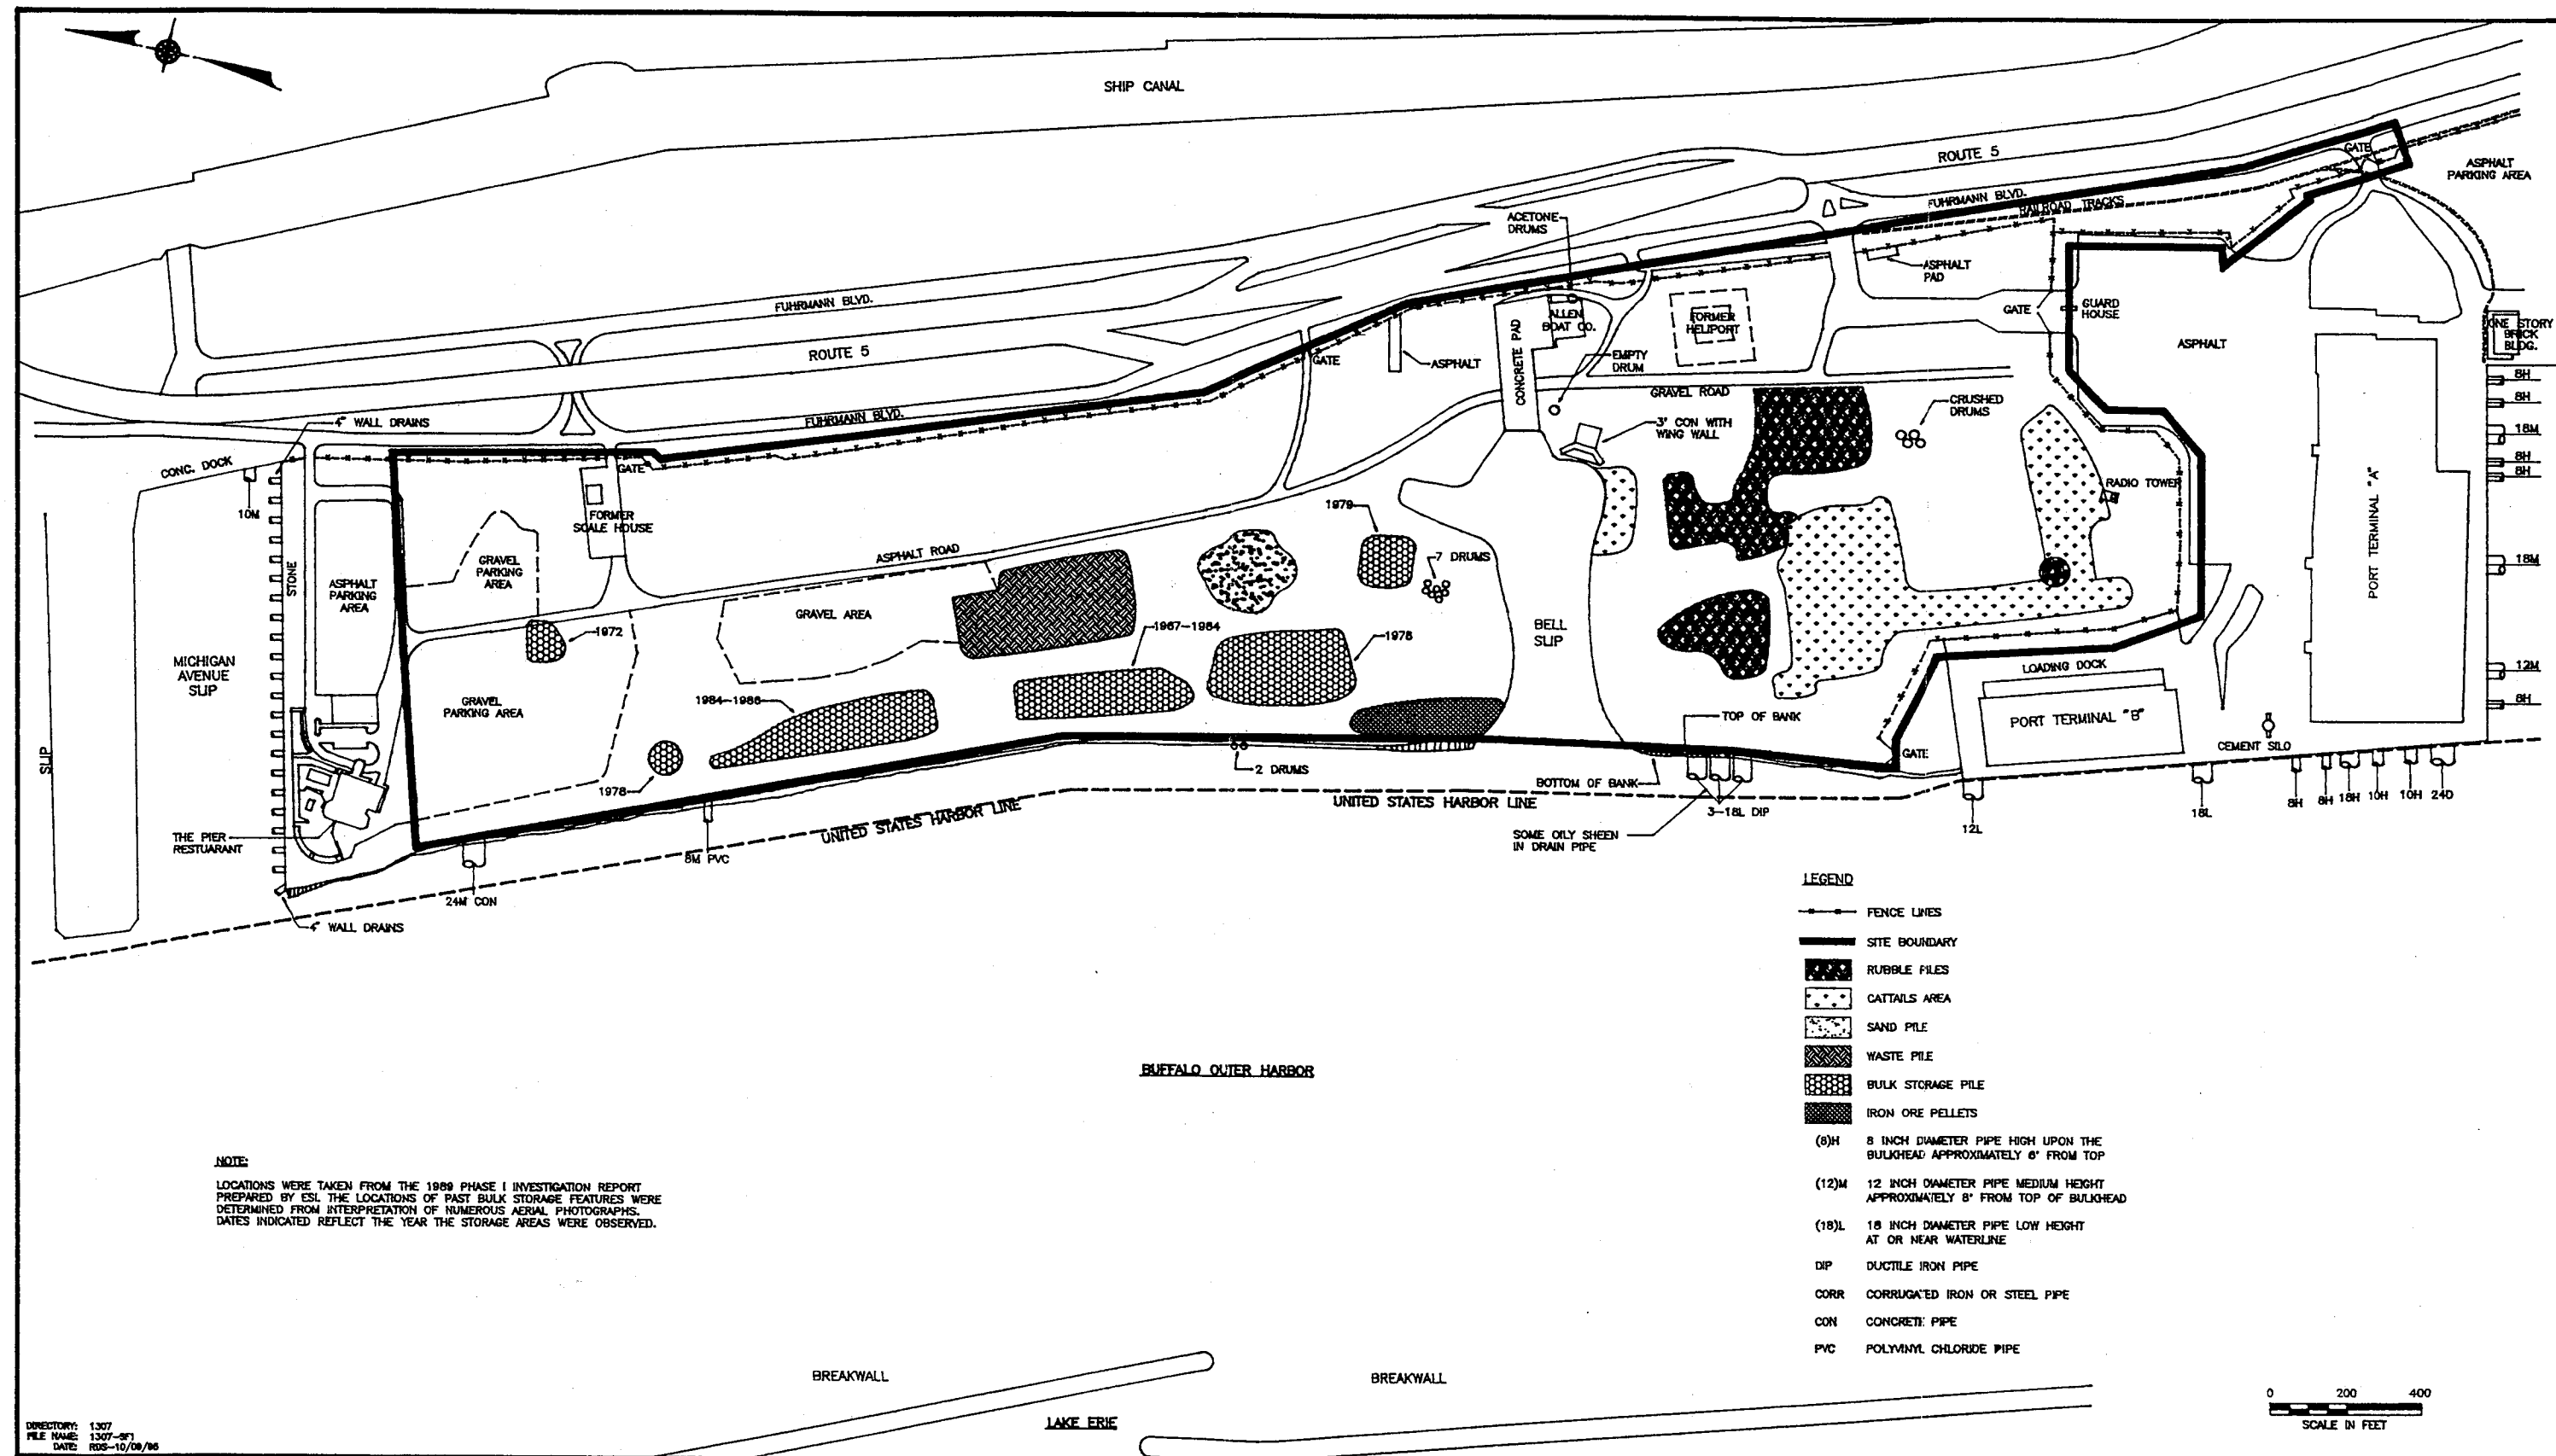 SHIP CANAL
ROUTE 5
GATE
ASPHALT
PARKING AREA
FUHRMANN BLVD.
RAILROAD TRACKS
ACETONE
DRUMS
ASPHALT
PAD
GATE
GUARD
HOUSE
FUHRMANN BLVD.
ROUTE 5
ALLEN
BOAT CO.
FORMER
HELIPORT
ASPHALT
ONE STORY
BRICK
BLDG.
GATE
ASPHALT
CONCRETE PAD
EMPTY
DRUM
GRAVEL ROAD
CRUSHED
DRUMS
8H
8H
18M
8H
8H
18M
12M
8H
4" WALL DRAINS
FUHRMANN BLVD.
3' CON WITH
WING WALL
CONC. DOCK
GATE
10M
FORMER
SCALE HOUSE
1979
RADIO TOWER
PORT TERMINAL "A"
STONE
ASPHALT
PARKING
AREA
GRAVEL
PARKING
AREA
ASPHALT ROAD
7 DRUMS
GRAVEL AREA
1972
1967-1984
1978
BELL
SLIP
MICHIGAN
AVENUE
SLIP
SLIP
GRAVEL
PARKING AREA
1984-1986
LOADING DOCK
PORT TERMINAL "B"
TOP OF BANK
CEMENT SILO
GATE
1978
2 DRUMS
BOTTOM OF BANK
UNITED STATES HARBOR LINE
UNITED STATES HARBOR LINE
3-18L DIP
SOME OILY SHEEN
IN DRAIN PIPE
12L
18L
8H
8H
18H
10H
10H
24D
THE PIER
RESTUARANT
8M PVC
24M CON
4" WALL DRAINS
LEGEND
FENCE LINES
SITE BOUNDARY
RUBBLE PILES
CATTAILS AREA
SAND PILE
WASTE PILE
BULK STORAGE PILE
IRON ORE PELLETS
(8)H 8 INCH DIAMETER PIPE HIGH UPON THE
BULKHEAD APPROXIMATELY 6' FROM TOP
(12)M 12 INCH DIAMETER PIPE MEDIUM HEIGHT
APPROXIMATELY 8' FROM TOP OF BULKHEAD
(18)L 18 INCH DIAMETER PIPE LOW HEIGHT
AT OR NEAR WATERLINE
DIP DUCTILE IRON PIPE
CORR CORRUGATED IRON OR STEEL PIPE
CON CONCRETE PIPE
PVC POLYVINYL CHLORIDE PIPE
BUFFALO OUTER HARBOR
NOTE:
LOCATIONS WERE TAKEN FROM THE 1989 PHASE I INVESTIGATION REPORT
PREPARED BY ESI. THE LOCATIONS OF PAST BULK STORAGE FEATURES WERE
DETERMINED FROM INTERPRETATION OF NUMEROUS AERIAL PHOTOGRAPHS.
DATES INDICATED REFLECT THE YEAR THE STORAGE AREAS WERE OBSERVED.
BREAKWALL
BREAKWALL
LAKE ERIE
0 200 400
SCALE IN FEET
DIRECTORY: 1307
FILE NAME: 1307-SF1
DATE: RDS-10/09/96